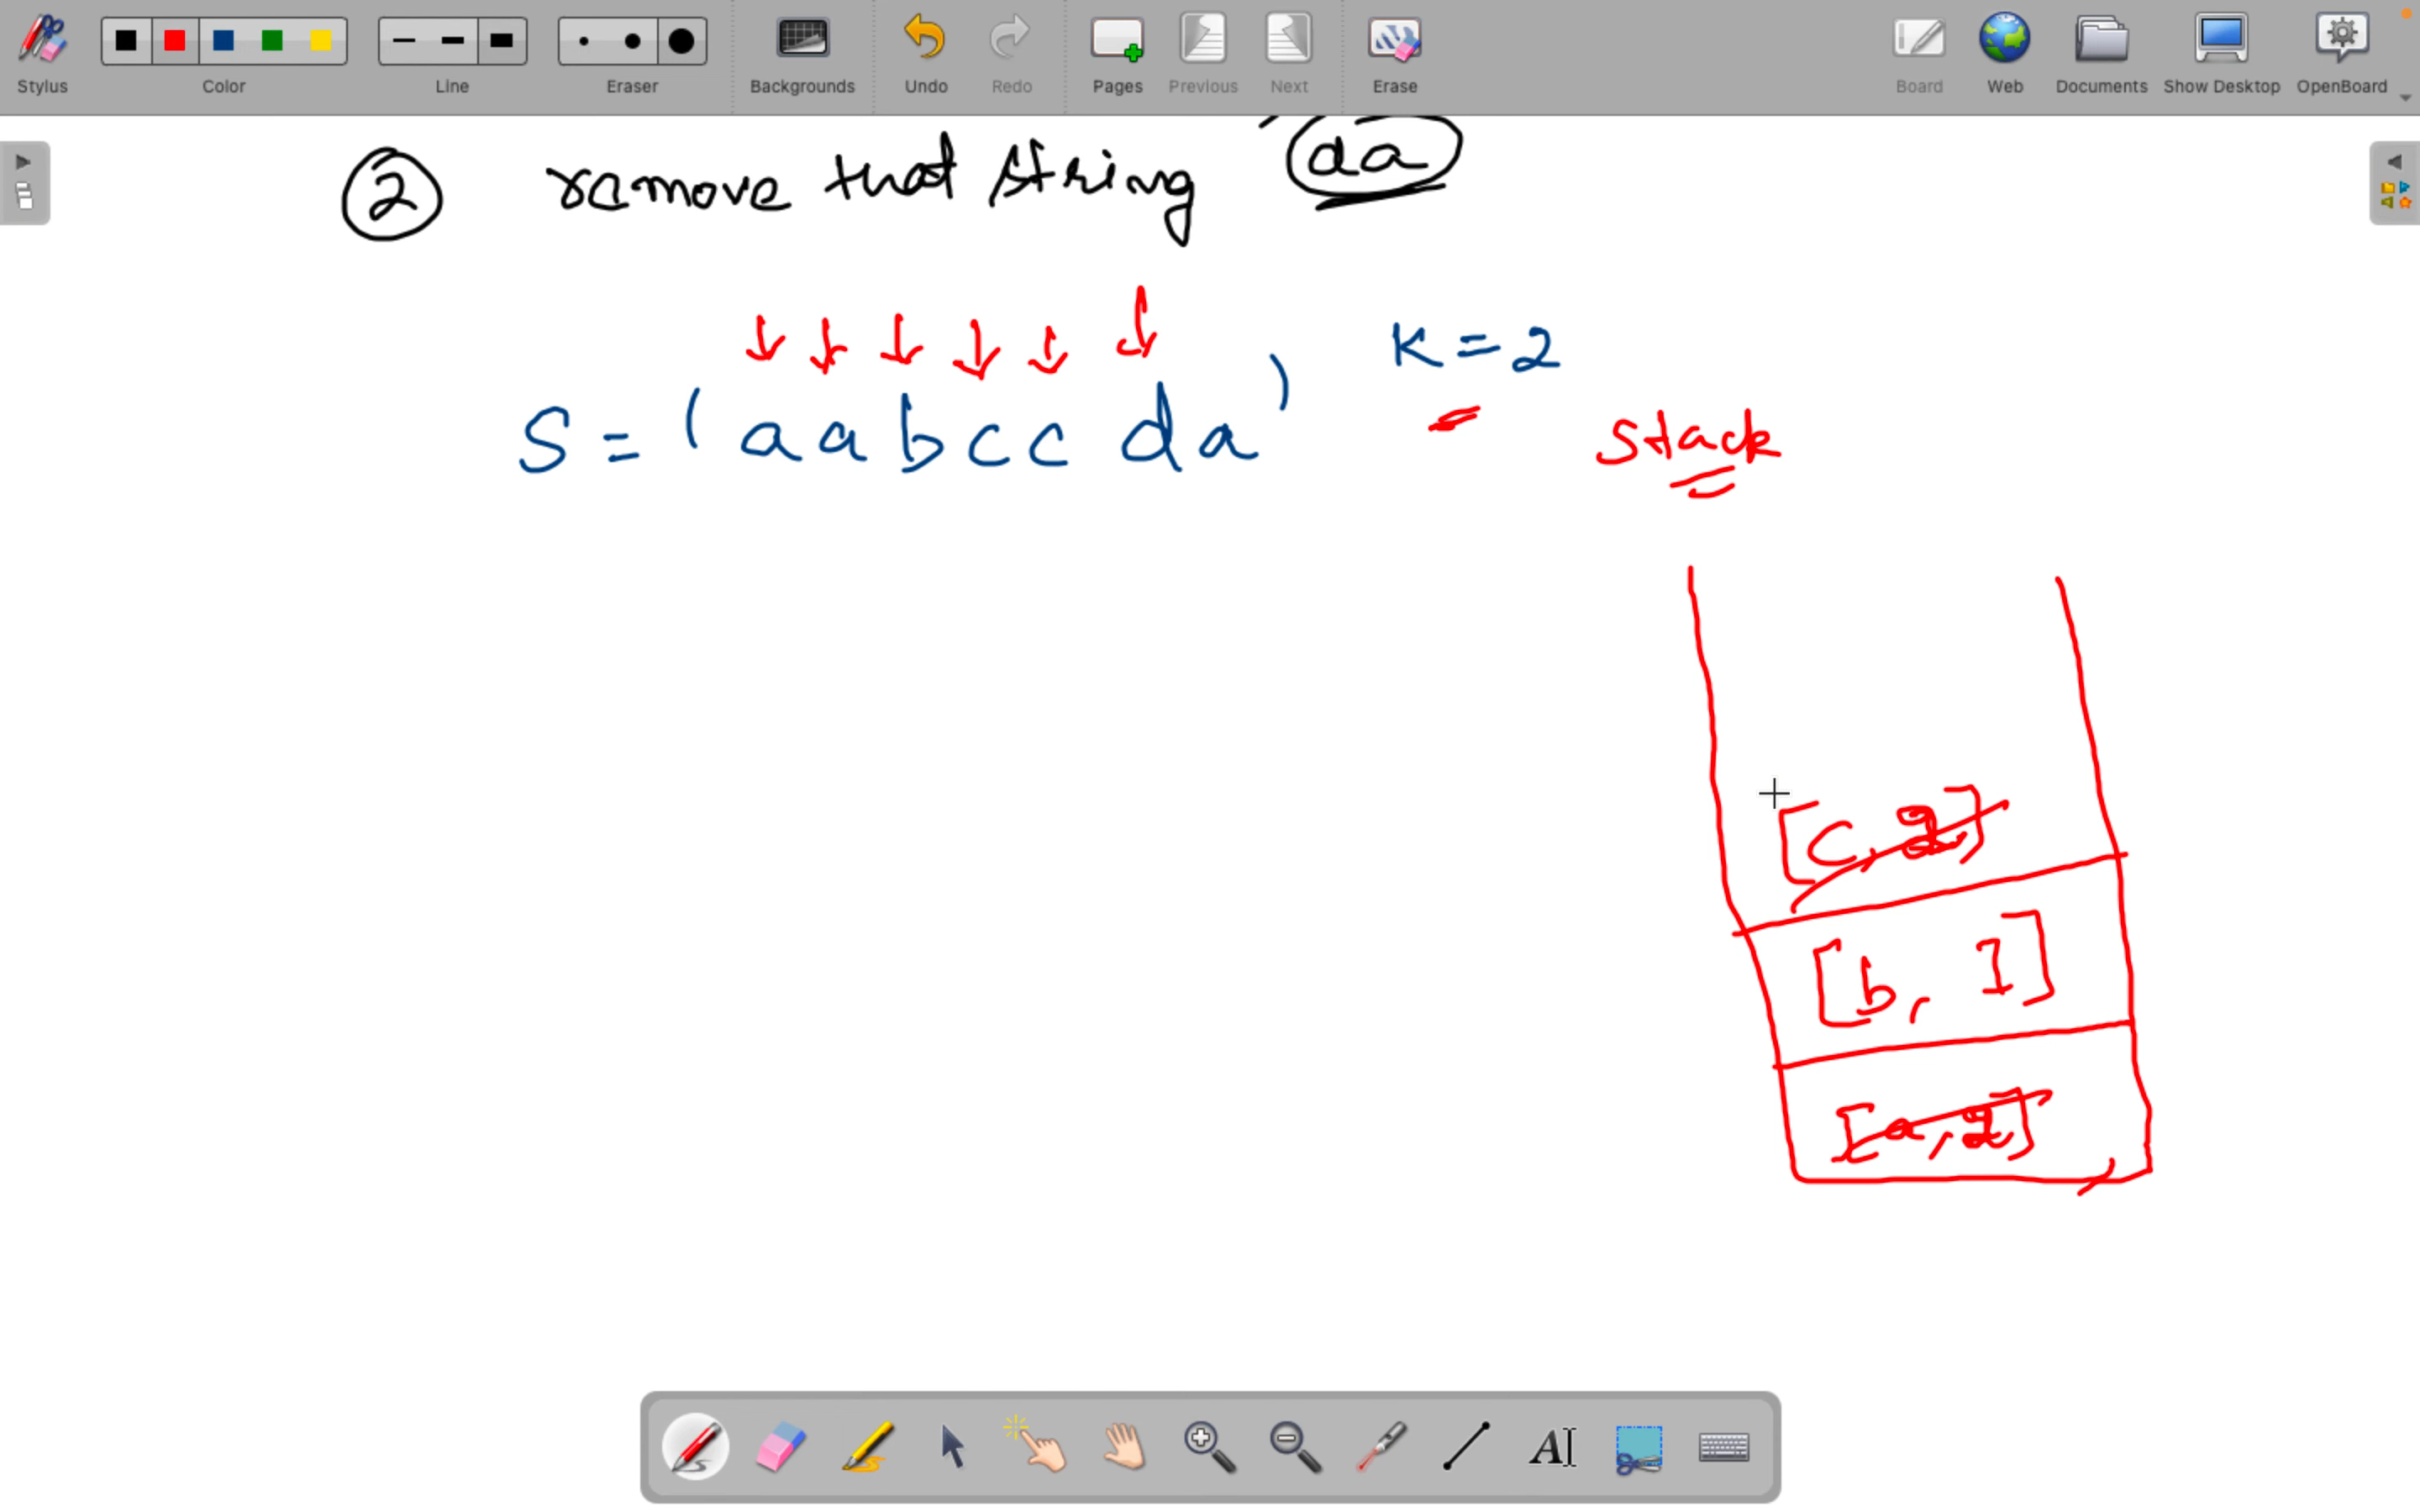 Stylus Color Line Eraser Backgrounds Undo Redo Pages Previous Next Erase Board Web Documents Show Desktop OpenBoard
② remove that string aa
S = ( a a b c c d a ) K = 2
Stack
[c, 2]
[b, 1]
[a, 2]